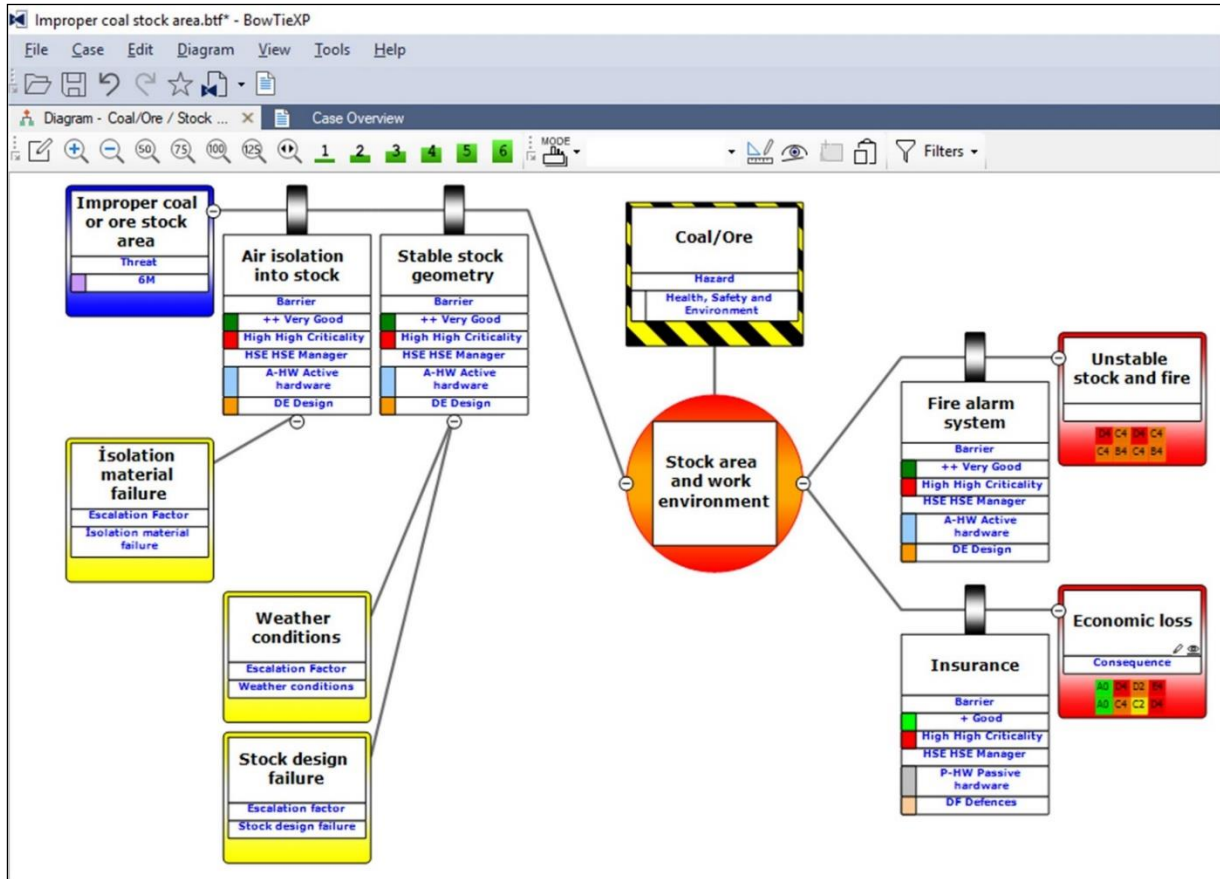 Improper coal stock area.btf* - BowTieXP
File Case Edit Diagram View Tools Help
Diagram - Coal/Ore / Stock ... × Case Overview
50 75 100 125 1 2 3 4 5 6 MODE Filters
Improper coal
or ore stock
area
Threat
6M
Air isolation
into stock
Barrier
++ Very Good
High High Criticality
HSE HSE Manager
A-HW Active
hardware
DE Design
Stable stock
geometry
Barrier
++ Very Good
High High Criticality
HSE HSE Manager
A-HW Active
hardware
DE Design
İsolation
material
failure
Escalation Factor
İsolation material
failure
Weather
conditions
Escalation Factor
Weather conditions
Stock design
failure
Escalation factor
Stock design failure
Coal/Ore
Hazard
Health, Safety and
Environment
Stock area
and work
environment
Fire alarm
system
Barrier
++ Very Good
High High Criticality
HSE HSE Manager
A-HW Active
hardware
DE Design
Unstable
stock and fire
D4 C4 D4 C4
C4 B4 C4 B4
Insurance
Barrier
+ Good
High High Criticality
HSE HSE Manager
P-HW Passive
hardware
DF Defences
Economic loss
Consequence
A0 D4 D2
A0 C4 C2 D4